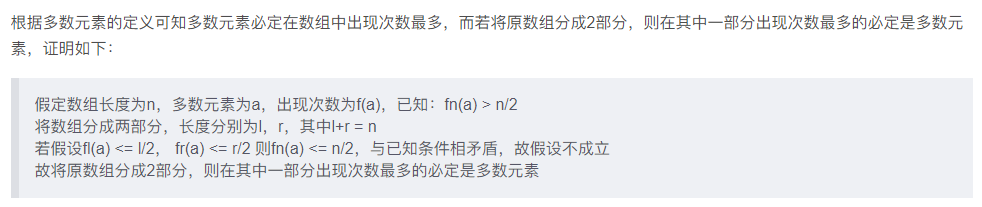 根据多数元素的定义可知多数元素必定在数组中出现次数最多，而若将原数组分成2部分，则在其中一部分出现次数最多的必定是多数元
素，证明如下：
假定数组长度为n，多数元素为a，出现次数为f(a)，已知：fn(a) > n/2
将数组分成两部分，长度分别为l，r，其中l+r = n
若假设fl(a) <= l/2， fr(a) <= r/2 则fn(a) <= n/2，与已知条件相矛盾，故假设不成立
故将原数组分成2部分，则在其中一部分出现次数最多的必定是多数元素